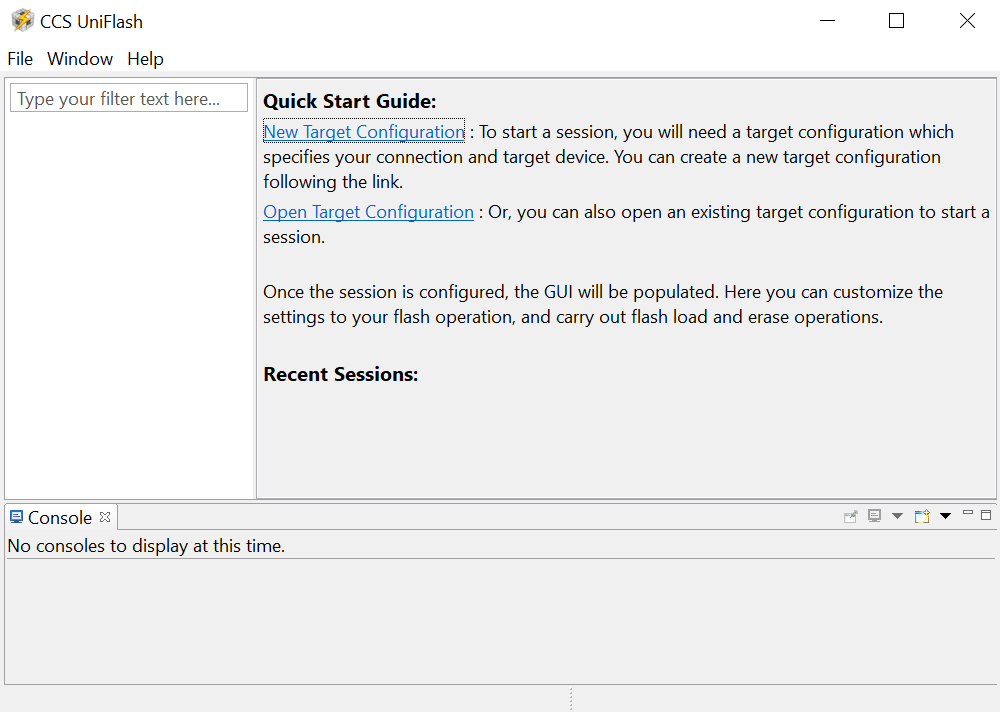 CCS UniFlash
File Window Help
Type your filter text here...
Quick Start Guide:
New Target Configuration : To start a session, you will need a target configuration which
specifies your connection and target device. You can create a new target configuration
following the link.
Open Target Configuration : Or, you can also open an existing target configuration to start a
session.
Once the session is configured, the GUI will be populated. Here you can customize the
settings to your flash operation, and carry out flash load and erase operations.
Recent Sessions:
Console
No consoles to display at this time.